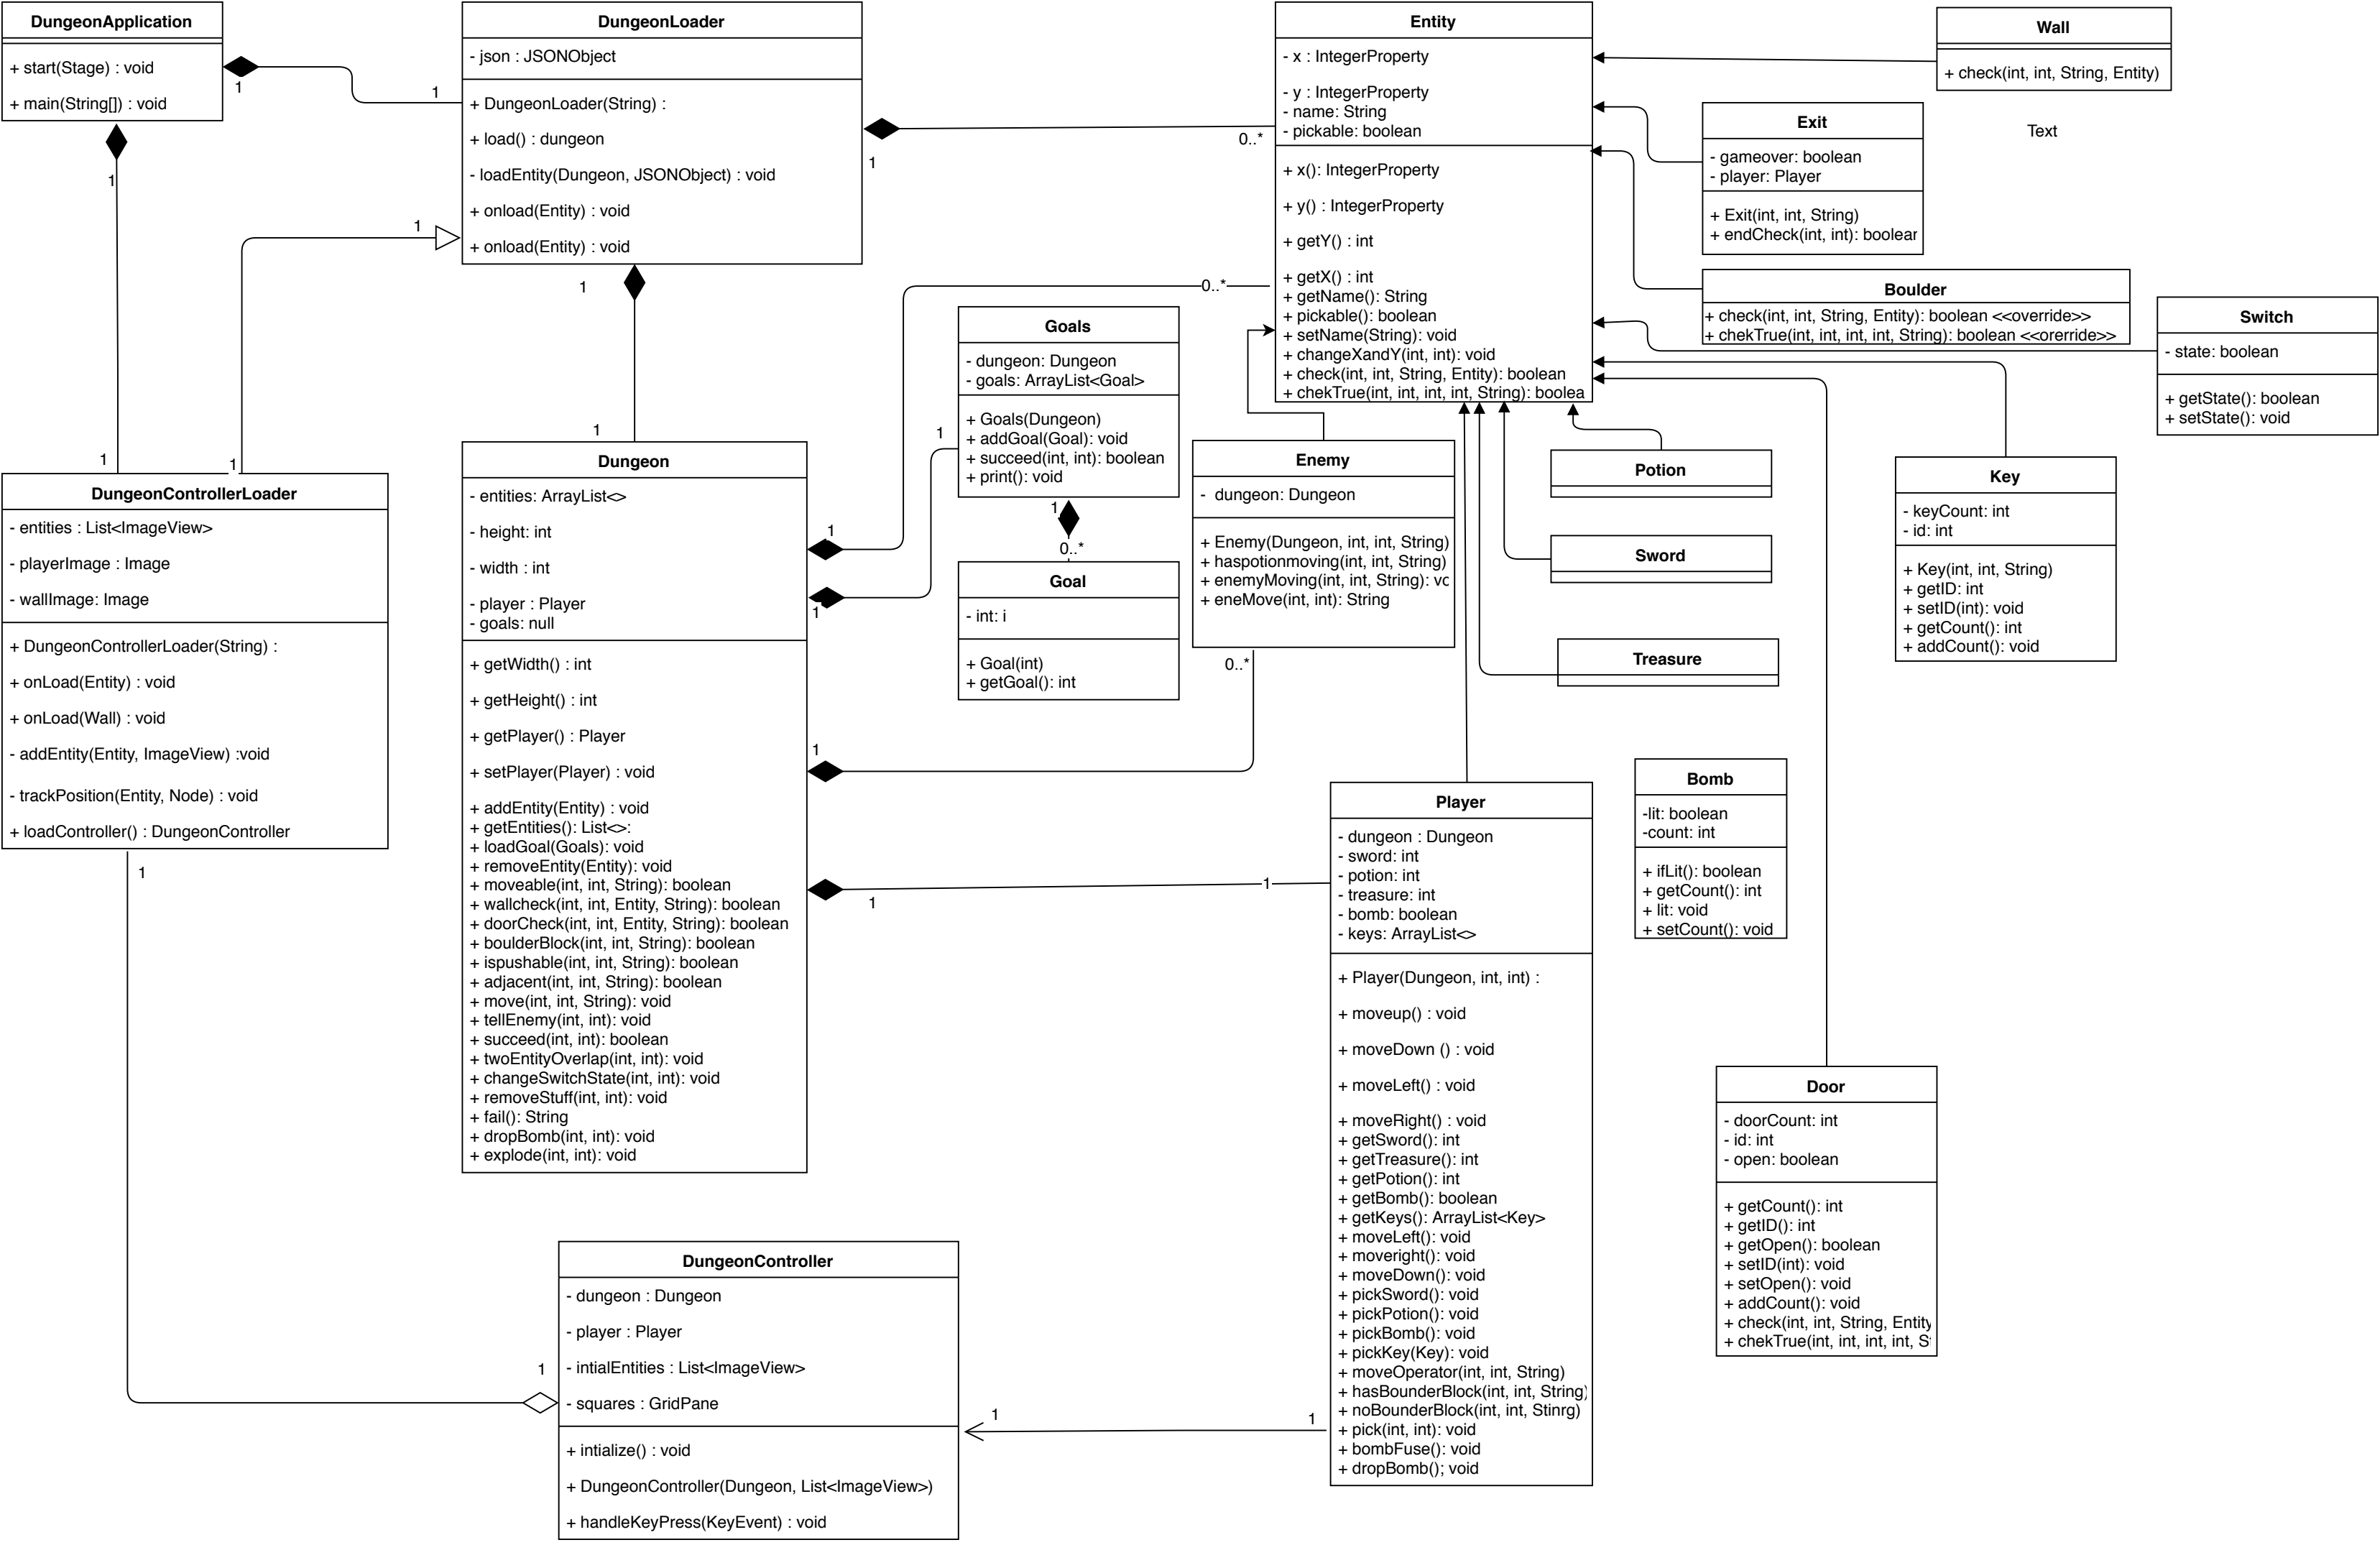 DungeonApplication
+ start(Stage) : void
+ main(String[]) : void
1
1
1
1
DungeonLoader
- json : JSONObject
+ DungeonLoader(String) :
+ load() : dungeon
- loadEntity(Dungeon, JSONObject) : void
+ onload(Entity) : void
+ onload(Entity) : void
1
0..*
1
1
1
1
Entity
- x : IntegerProperty
- y : IntegerProperty
- name: String
- pickable: boolean
+ x(): IntegerProperty
+ y() : IntegerProperty
+ getY() : int
+ getX() : int
+ getName(): String
+ pickable(): boolean
+ setName(String): void
+ changeXandY(int, int): void
+ check(int, int, String, Entity): boolean
+ chekTrue(int, int, int, int, String): boolea
Wall
+ check(int, int, String, Entity)
Text
Exit
- gameover: boolean
- player: Player
+ Exit(int, int, String)
+ endCheck(int, int): boolear
Boulder
+ check(int, int, String, Entity): boolean <<override>>
+ chekTrue(int, int, int, int, String): boolean <<orerride>>
Switch
- state: boolean
+ getState(): boolean
+ setState(): void
Goals
- dungeon: Dungeon
- goals: ArrayList<Goal>
+ Goals(Dungeon)
+ addGoal(Goal): void
+ succeed(int, int): boolean
+ print(): void
1
0..*
Goal
- int: i
+ Goal(int)
+ getGoal(): int
Enemy
- dungeon: Dungeon
+ Enemy(Dungeon, int, int, String)
+ haspotionmoving(int, int, String)
+ enemyMoving(int, int, String): vc
+ eneMove(int, int): String
Potion
Sword
Treasure
Key
- keyCount: int
- id: int
+ Key(int, int, String)
+ getID: int
+ setID(int): void
+ getCount(): int
+ addCount(): void
DungeonControllerLoader
- entities : List<ImageView>
- playerImage : Image
- wallImage: Image
+ DungeonControllerLoader(String) :
+ onLoad(Entity) : void
+ onLoad(Wall) : void
- addEntity(Entity, ImageView) :void
- trackPosition(Entity, Node) : void
+ loadController() : DungeonController
1
1
Dungeon
- entities: ArrayList<>
- height: int
- width : int
- player : Player
- goals: null
+ getWidth() : int
+ getHeight() : int
+ getPlayer() : Player
+ setPlayer(Player) : void
+ addEntity(Entity) : void
+ getEntities(): List<>:
+ loadGoal(Goals): void
+ removeEntity(Entity): void
+ moveable(int, int, String): boolean
+ wallcheck(int, int, Entity, String): boolean
+ doorCheck(int, int, Entity, String): boolean
+ boulderBlock(int, int, String): boolean
+ ispushable(int, int, String): boolean
+ adjacent(int, int, String): boolean
+ move(int, int, String): void
+ tellEnemy(int, int): void
+ succeed(int, int): boolean
+ twoEntityOverlap(int, int): void
+ changeSwitchState(int, int): void
+ removeStuff(int, int): void
+ fail(): String
+ dropBomb(int, int): void
+ explode(int, int): void
1
0..*
1
1
1
0..*
1
1
Player
- dungeon : Dungeon
- sword: int
- potion: int
- treasure: int
- bomb: boolean
- keys: ArrayList<>
+ Player(Dungeon, int, int) :
+ moveup() : void
+ moveDown () : void
+ moveLeft() : void
+ moveRight() : void
+ getSword(): int
+ getTreasure(): int
+ getPotion(): int
+ getBomb(): boolean
+ getKeys(): ArrayList<Key>
+ moveLeft(): void
+ moveright(): void
+ moveDown(): void
+ pickSword(): void
+ pickPotion(): void
+ pickBomb(): void
+ pickKey(Key): void
+ moveOperator(int, int, String)
+ hasBounderBlock(int, int, String)
+ noBounderBlock(int, int, Stinrg)
+ pick(int, int): void
+ bombFuse(): void
+ dropBomb(); void
Bomb
-lit: boolean
-count: int
+ ifLit(): boolean
+ getCount(): int
+ lit: void
+ setCount(): void
Door
- doorCount: int
- id: int
- open: boolean
+ getCount(): int
+ getID(): int
+ getOpen(): boolean
+ setID(int): void
+ setOpen(): void
+ addCount(): void
+ check(int, int, String, Entity
+ chekTrue(int, int, int, int, S
DungeonController
- dungeon : Dungeon
- player : Player
- intialEntities : List<ImageView>
- squares : GridPane
+ intialize() : void
+ DungeonController(Dungeon, List<ImageView>)
+ handleKeyPress(KeyEvent) : void
1
1
1